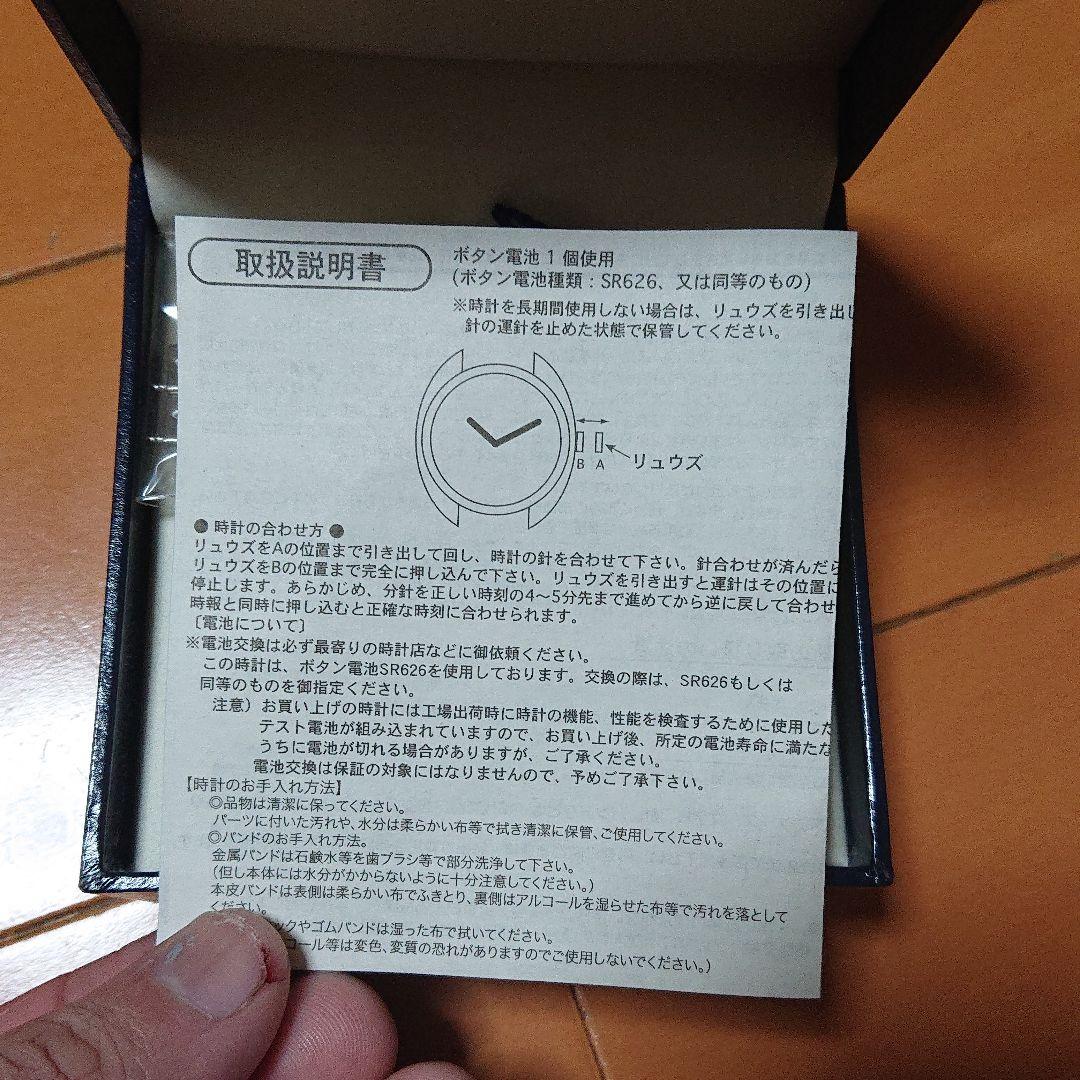 取扱説明書
ボタン電池 1 個使用
(ボタン電池種類：SR626、又は同等のもの)
※時計を長期間使用しない場合は、リュウズを引き出し
針の運針を止めた状態で保管してください。
B A リュウズ
● 時計の合わせ方 ●
リュウズをAの位置まで引き出して回し、時計の針を合わせて下さい。針合わせが済んだら
リュウズをBの位置まで完全に押し込んで下さい。リュウズを引き出すと運針はその位置に
停止します。あらかじめ、分針を正しい時刻の4〜5分先まで進めてから逆に戻して合わせ
時報と同時に押し込むと正確な時刻に合わせられます。
〔電池について〕
※電池交換は必ず最寄りの時計店などに御依頼ください。
この時計は、ボタン電池SR626を使用しております。交換の際は、SR626もしくは
同等のものを御指定ください。
注意）お買い上げの時計には工場出荷時に時計の機能、性能を検査するために使用した
テスト電池が組み込まれていますので、お買い上げ後、所定の電池寿命に満たな
うちに電池が切れる場合がありますが、ご了承ください。
電池交換は保証の対象にはなりませんので、予めご了承下さい。
【時計のお手入れ方法】
◎品物は清潔に保ってください。
パーツに付いた汚れや、水分は柔らかい布等で拭き清潔に保管、ご使用してください。
◎バンドのお手入れ方法。
金属バンドは石鹸水等を歯ブラシ等で部分洗浄して下さい。
(但し本体には水分がかからないように十分注意してください。)
本皮バンドは表側は柔らかい布でふきとり、裏側はアルコールを湿らせた布等で汚れを落として
ください。
ックやゴムバンドは湿った布で拭いてください。
コール等は変色、変質の恐れがありますのでご使用しないでください。)